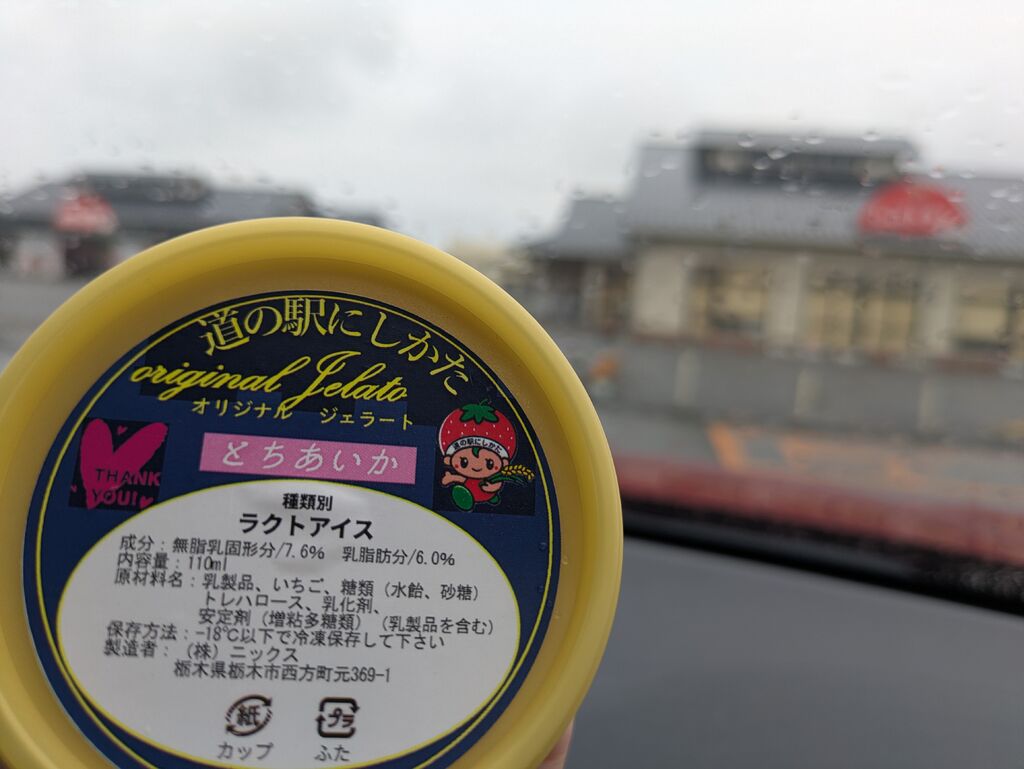 道の駅にしかた
original Jelato
オリジナル ジェラート
道の駅にしかた
THANK
YOU!
とちあいか
種類別
ラクトアイス
成分：無脂乳固形分/7.6% 乳脂肪分/6.0%
内容量：110ml
原材料名：乳製品、いちご、糖類（水飴、砂糖）
トレハロース、乳化剤、
安定剤（増粘多糖類）（乳製品を含む）
保存方法：-18℃以下で冷凍保存して下さい
製造者：（株）ニックス
栃木県栃木市西方町元369-1
紙
プラ
カップ
ふた